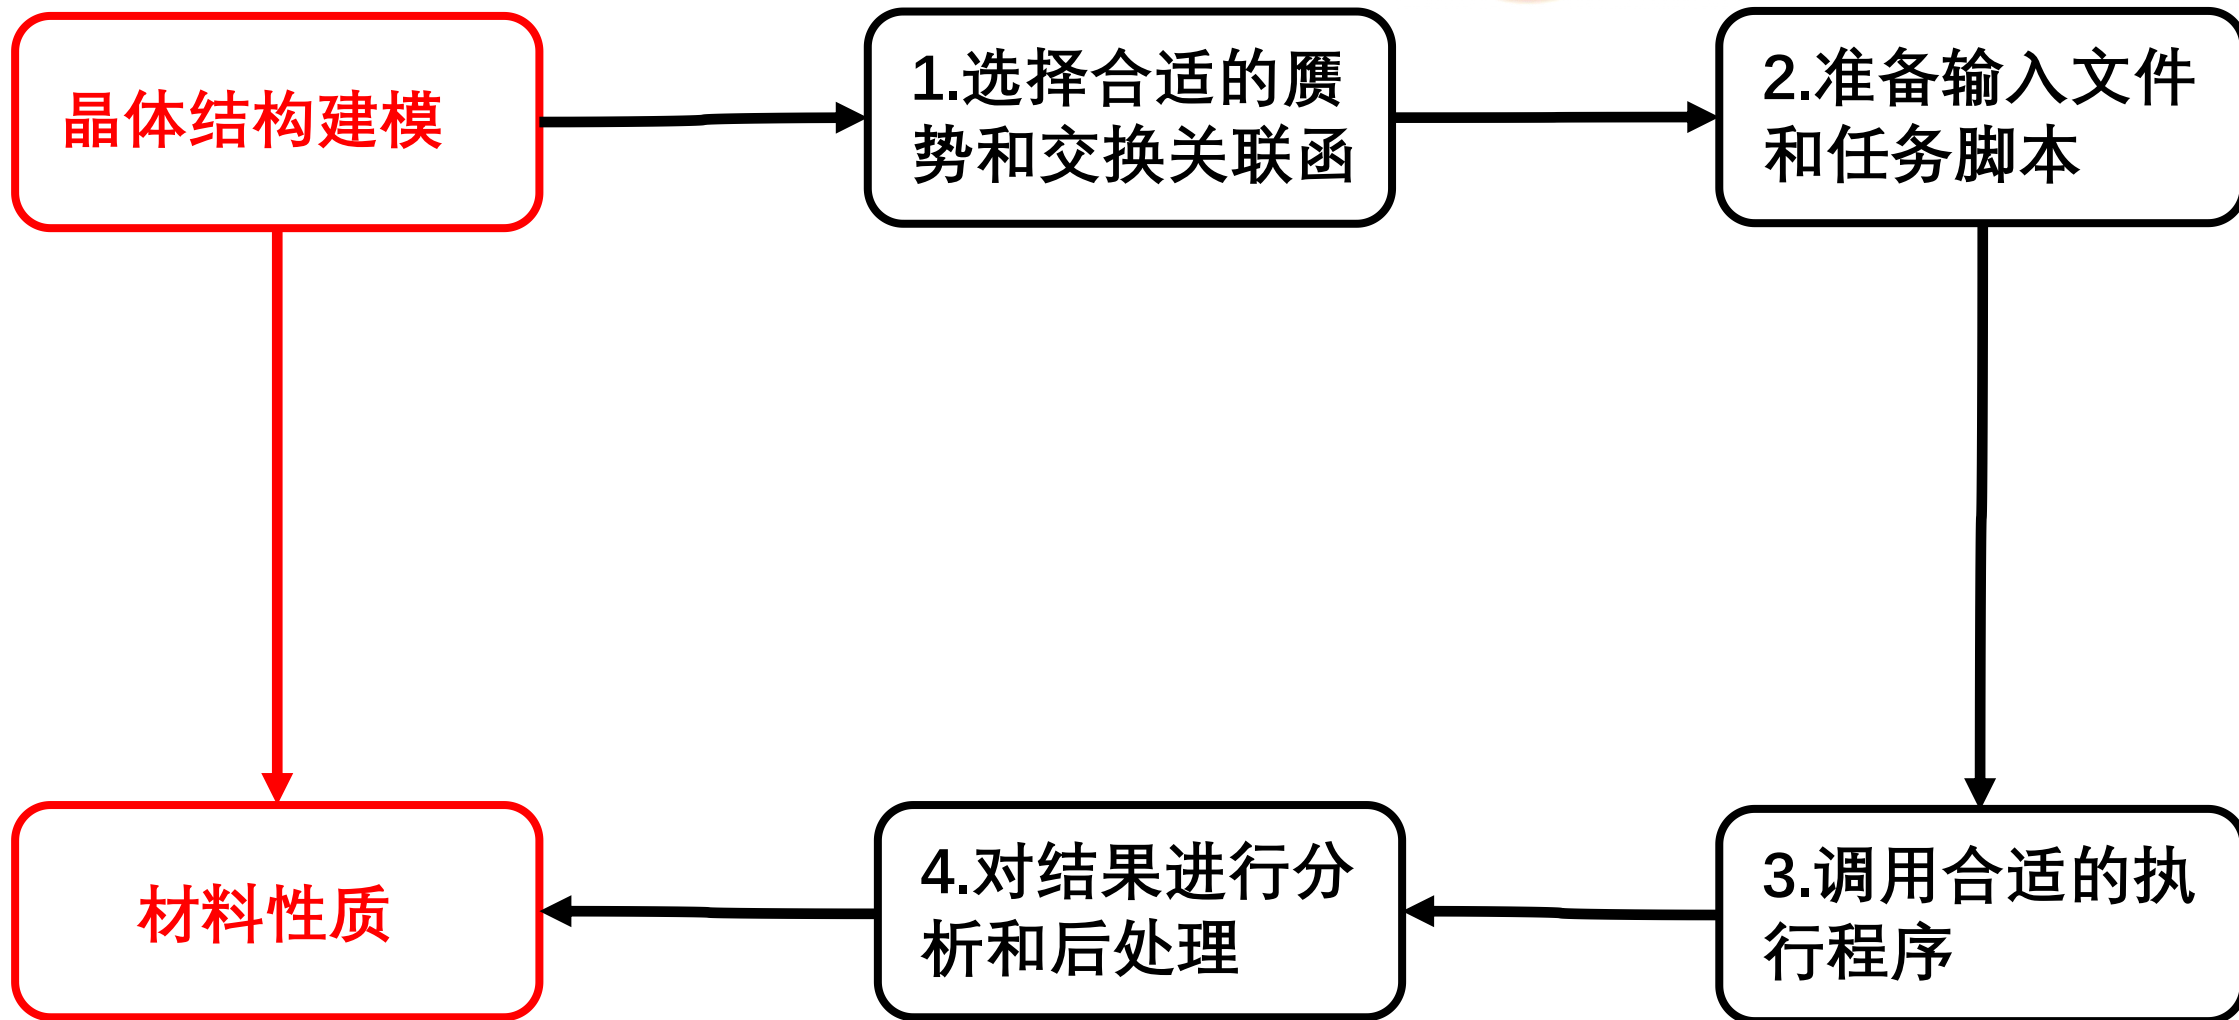 晶体结构建模
1.选择合适的赝
势和交换关联函
2.准备输入文件
和任务脚本
3.调用合适的执
行程序
4.对结果进行分
析和后处理
材料性质